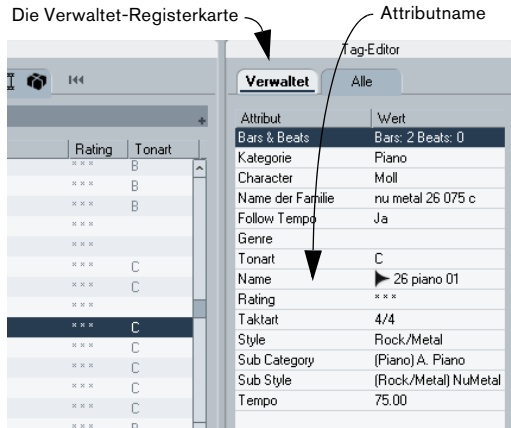 Die Verwaltet-Registerkarte
Attributname
Tag-Editor
Verwaltet Alle
Attribut Wert
Bars & Beats Bars: 2 Beats: 0
Kategorie Piano
Character Moll
Name der Familie nu metal 26 075 c
Follow Tempo Ja
Genre
Tonart C
Name 26 piano 01
Rating ***
Taktart 4/4
Style Rock/Metal
Sub Category (Piano) A. Piano
Sub Style (Rock/Metal) NuMetal
Tempo 75.00
Rating Tonart
*** B
*** B
*** B
***
***
*** C
*** C
***
*** C
*** C
*** C
*** C
*** C